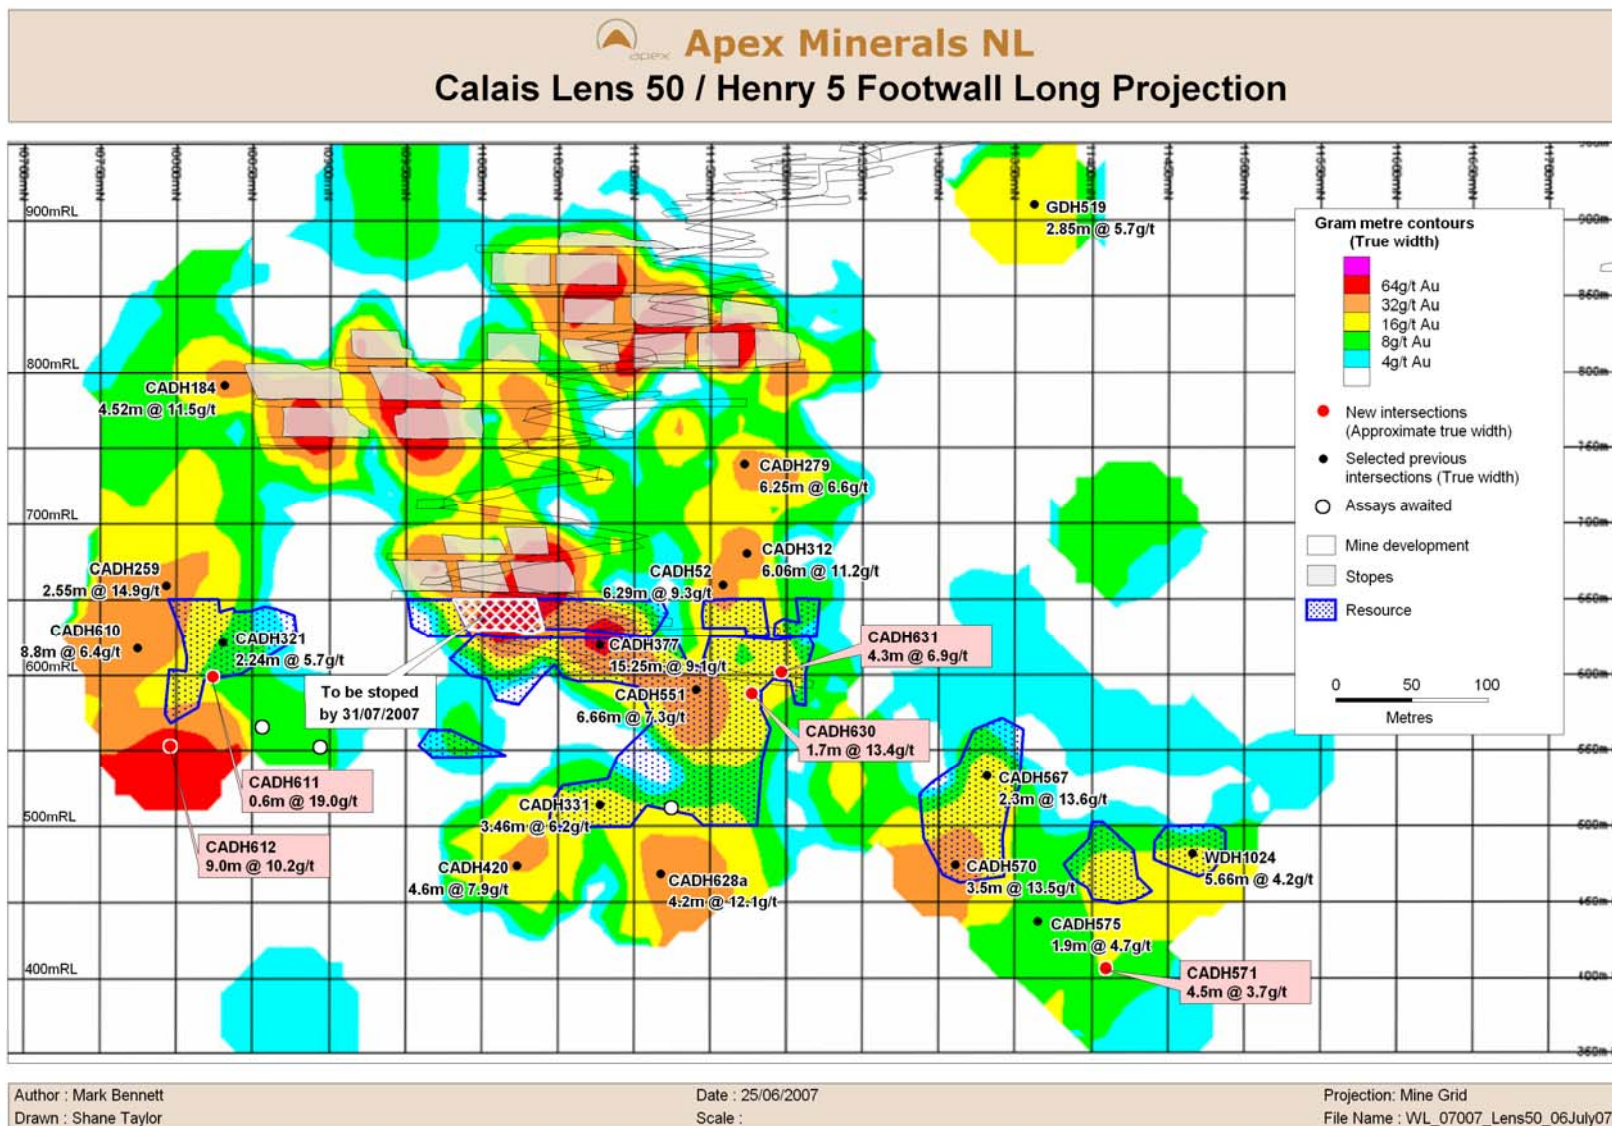 apex Apex Minerals NL
Calais Lens 50 / Henry 5 Footwall Long Projection
900mRL
800mRL
700mRL
600mRL
500mRL
400mRL
GDH519
2.85m @ 5.7g/t
CADH184
4.52m @ 11.5g/t
CADH279
6.25m @ 6.6g/t
CADH312
6.06m @ 11.2g/t
CADH52
6.29m @ 9.3g/t
CADH259
2.55m @ 14.9g/t
CADH610
8.8m @ 6.4g/t
CADH321
2.24m @ 5.7g/t
CADH377
15.25m @ 9.1g/t
CADH631
4.3m @ 6.9g/t
To be stoped
by 31/07/2007
CADH551
6.66m @ 7.3g/t
CADH630
1.7m @ 13.4g/t
CADH611
0.6m @ 19.0g/t
CADH567
2.3m @ 13.6g/t
CADH331
3.46m @ 6.2g/t
CADH612
9.0m @ 10.2g/t
CADH420
4.6m @ 7.9g/t
CADH628a
4.2m @ 12.1g/t
CADH570
3.5m @ 13.5g/t
WDH1024
5.66m @ 4.2g/t
CADH575
1.9m @ 4.7g/t
CADH571
4.5m @ 3.7g/t
Gram metre contours
(True width)
64g/t Au
32g/t Au
16g/t Au
8g/t Au
4g/t Au
New intersections
(Approximate true width)
Selected previous
intersections (True width)
Assays awaited
Mine development
Stopes
Resource
0 50 100
Metres
Author : Mark Bennett
Drawn : Shane Taylor
Date : 25/06/2007
Scale :
Projection: Mine Grid
File Name : WL_07007_Lens50_06July07